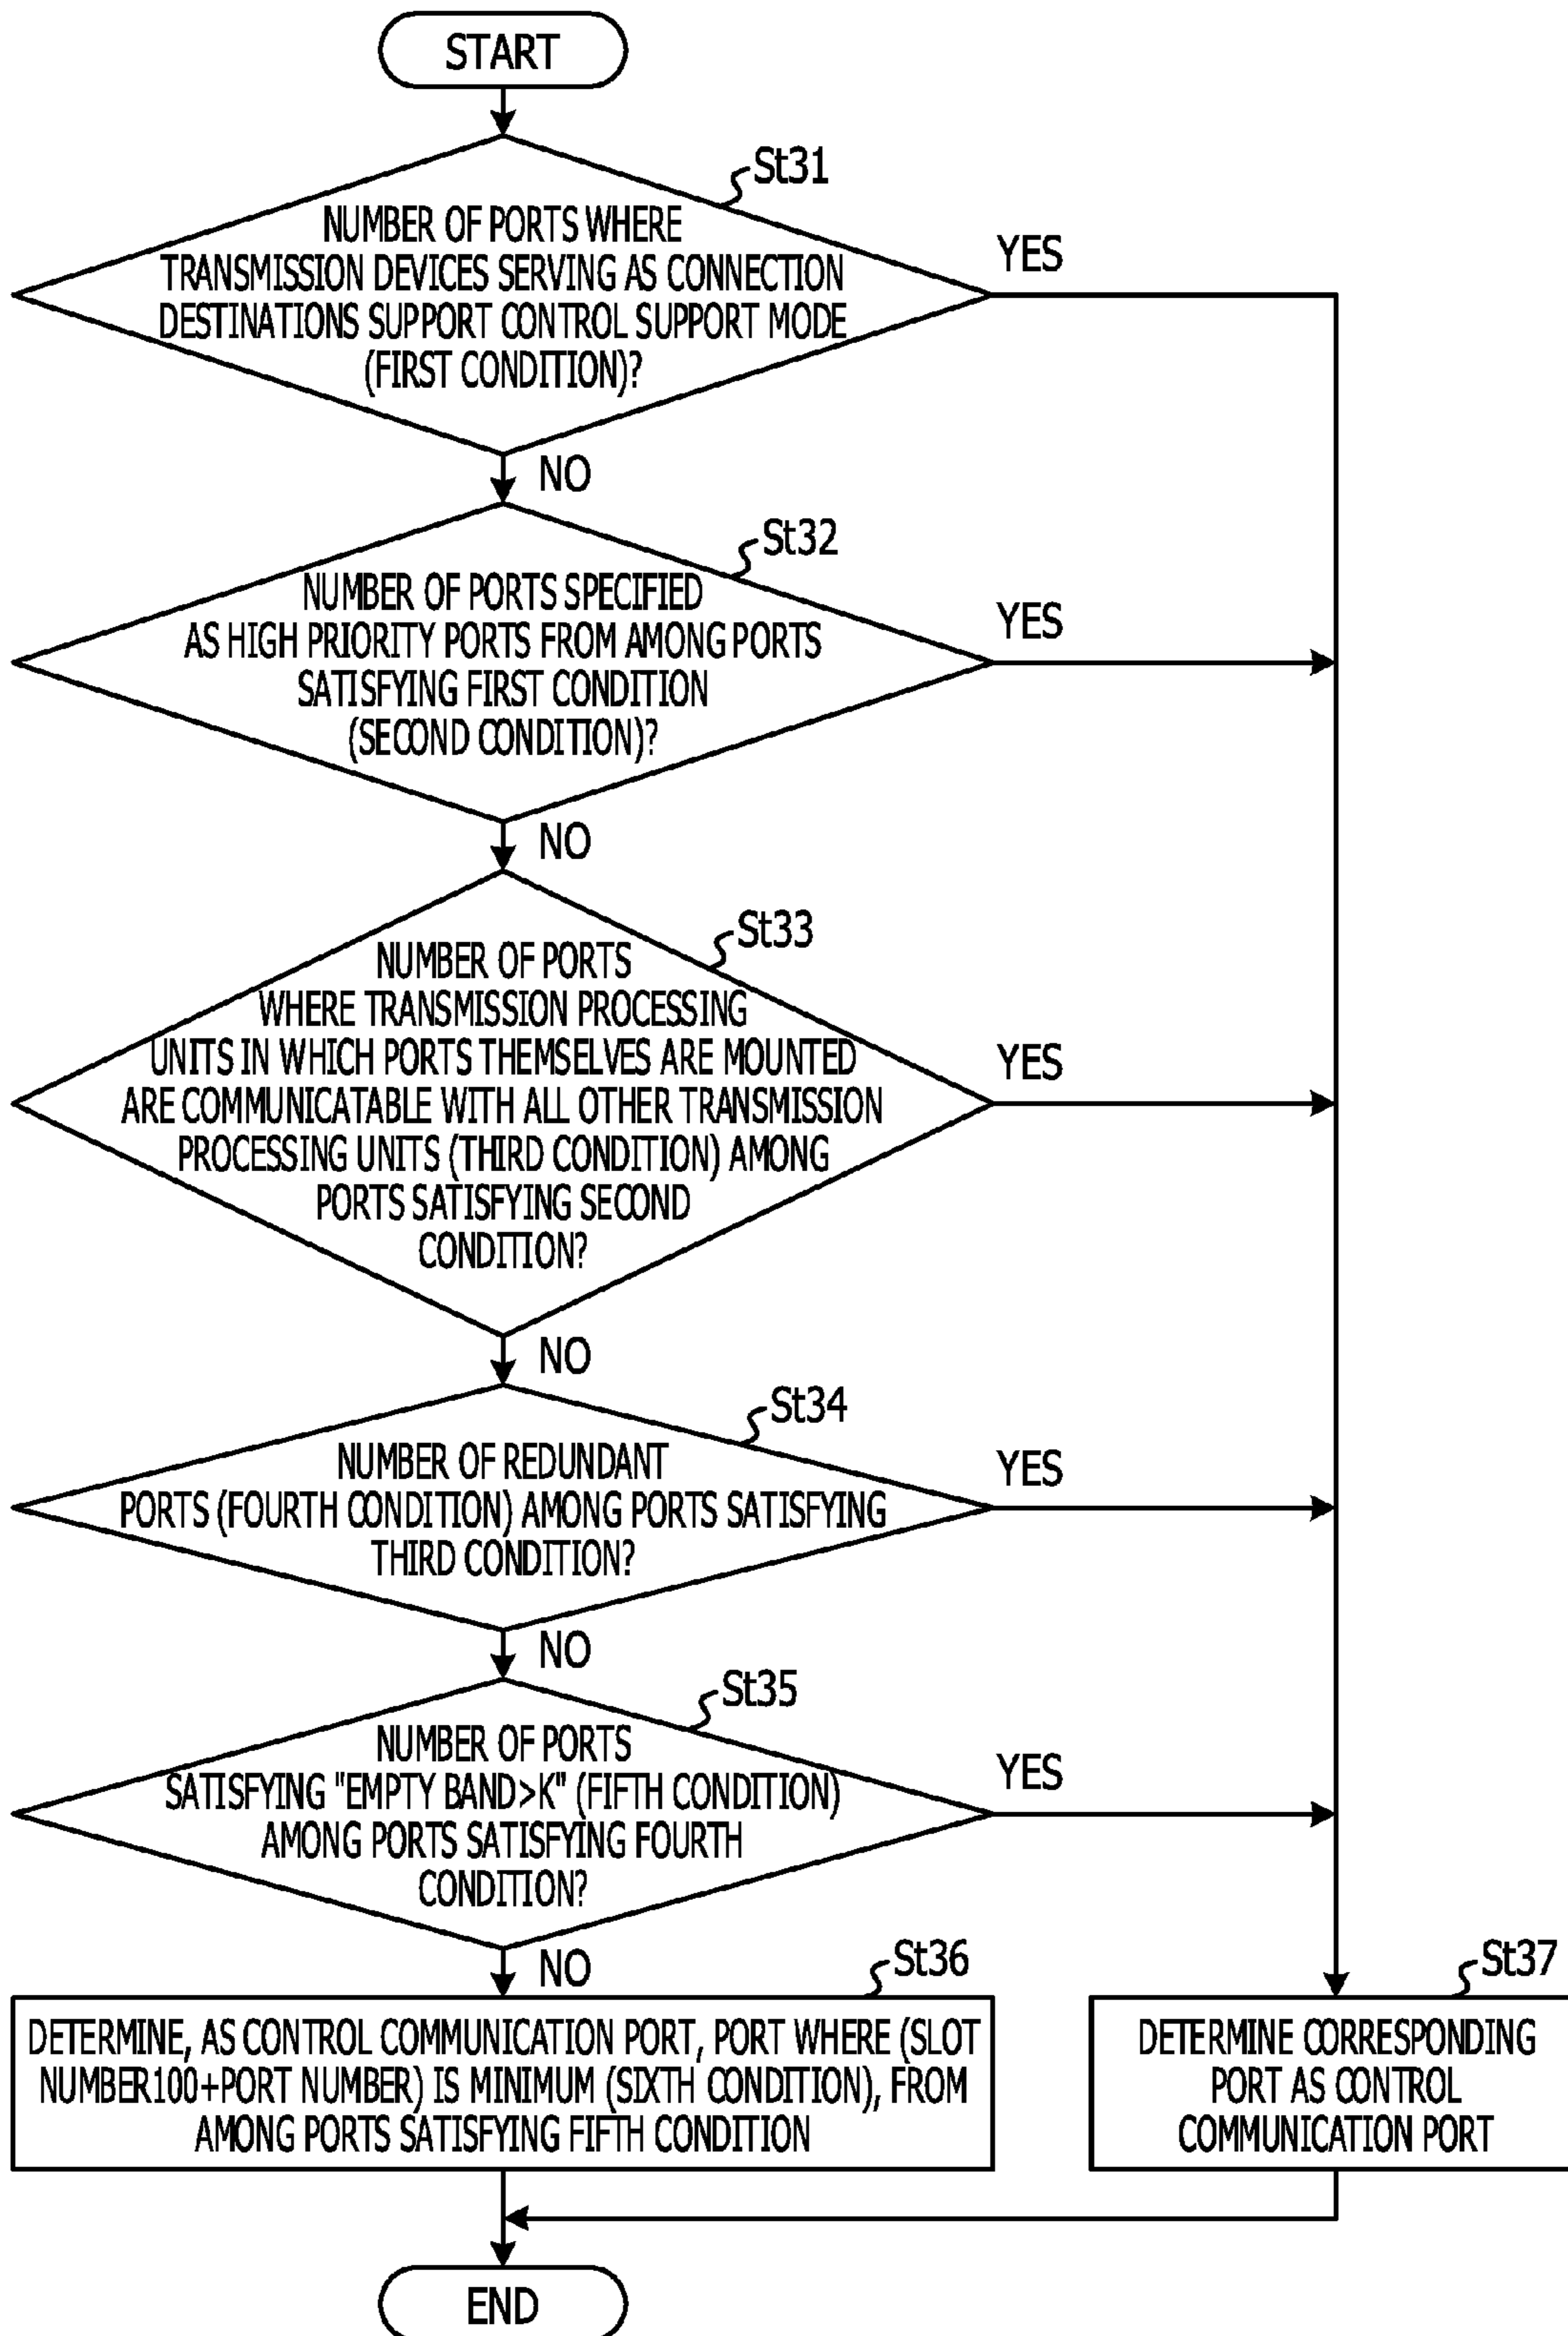 START
St31
NUMBER OF PORTS WHERE
TRANSMISSION DEVICES SERVING AS CONNECTION
DESTINATIONS SUPPORT CONTROL SUPPORT MODE
(FIRST CONDITION)?
YES
NO
St32
NUMBER OF PORTS SPECIFIED
AS HIGH PRIORITY PORTS FROM AMONG PORTS
SATISFYING FIRST CONDITION
(SECOND CONDITION)?
YES
NO
St33
NUMBER OF PORTS
WHERE TRANSMISSION PROCESSING
UNITS IN WHICH PORTS THEMSELVES ARE MOUNTED
ARE COMMUNICATABLE WITH ALL OTHER TRANSMISSION
PROCESSING UNITS (THIRD CONDITION) AMONG
PORTS SATISFYING SECOND
CONDITION?
YES
NO
St34
NUMBER OF REDUNDANT
PORTS (FOURTH CONDITION) AMONG PORTS SATISFYING
THIRD CONDITION?
YES
NO
St35
NUMBER OF PORTS
SATISFYING "EMPTY BAND>K" (FIFTH CONDITION)
AMONG PORTS SATISFYING FOURTH
CONDITION?
YES
NO
St36
DETERMINE, AS CONTROL COMMUNICATION PORT, PORT WHERE (SLOT
NUMBER100+PORT NUMBER) IS MINIMUM (SIXTH CONDITION), FROM
AMONG PORTS SATISFYING FIFTH CONDITION
St37
DETERMINE CORRESPONDING
PORT AS CONTROL
COMMUNICATION PORT
END